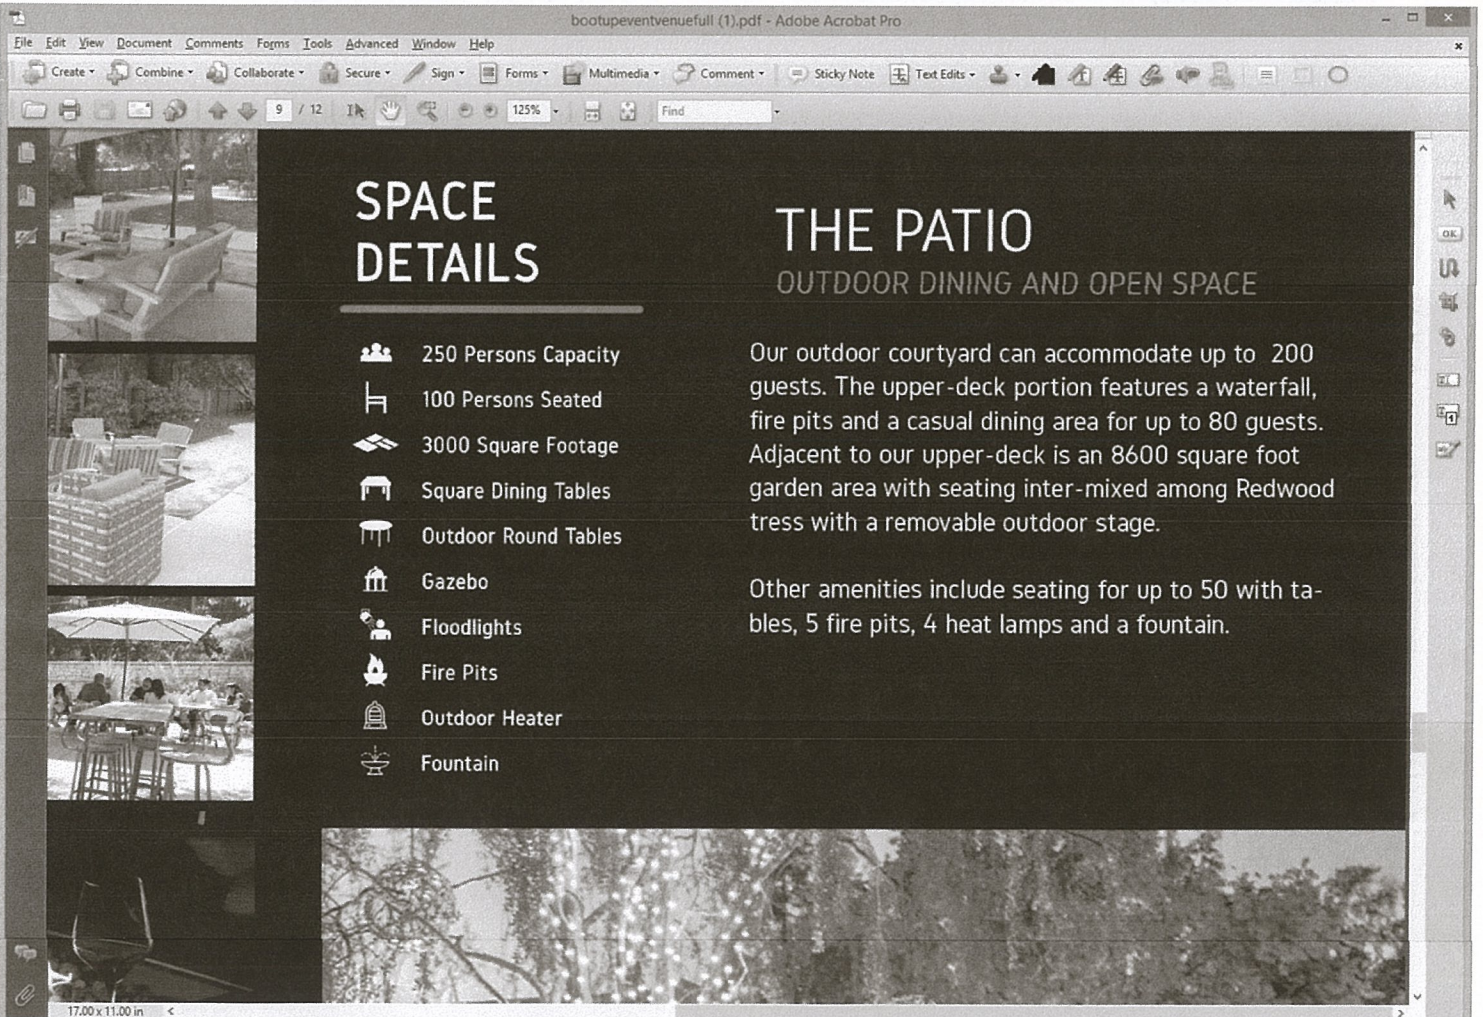 bootupeventvenuefull (1).pdf - Adobe Acrobat Pro
File Edit View Document Comments Forms Tools Advanced Window Help
Create Combine Collaborate Secure Sign Forms Multimedia Comment Sticky Note Text Edits
9 / 12 125% Find
SPACE
DETAILS
250 Persons Capacity
100 Persons Seated
3000 Square Footage
Square Dining Tables
Outdoor Round Tables
Gazebo
Floodlights
Fire Pits
Outdoor Heater
Fountain
THE PATIO
OUTDOOR DINING AND OPEN SPACE
Our outdoor courtyard can accommodate up to 200
guests. The upper-deck portion features a waterfall,
fire pits and a casual dining area for up to 80 guests.
Adjacent to our upper-deck is an 8600 square foot
garden area with seating inter-mixed among Redwood
tress with a removable outdoor stage.
Other amenities include seating for up to 50 with ta-
bles, 5 fire pits, 4 heat lamps and a fountain.
OK
17.00 x 11.00 in